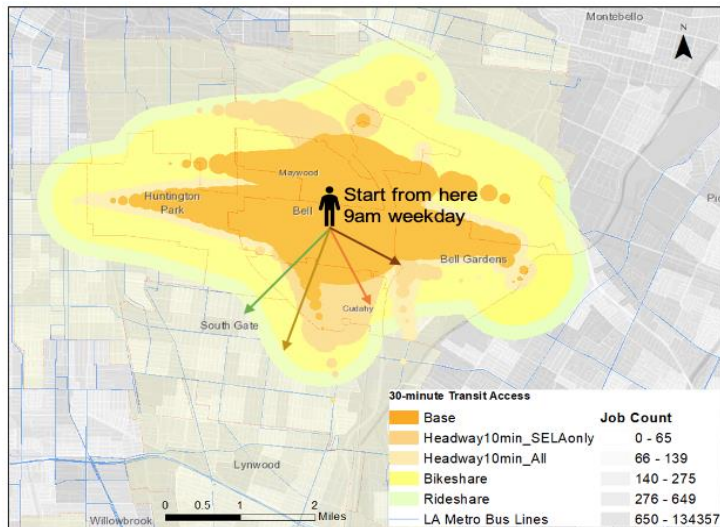 Montebello
N
Maywood
Huntington
Park
Bell
Start from here
9am weekday
Bell Gardens
Cudahy
South Gate
Lynwood
Willowbrook
0 0.5 1 2
Miles
30-minute Transit Access
Base
Headway10min_SELAonly
Headway10min_All
Bikeshare
Rideshare
LA Metro Bus Lines
Job Count
0 - 65
66 - 139
140 - 275
276 - 649
650 - 134357